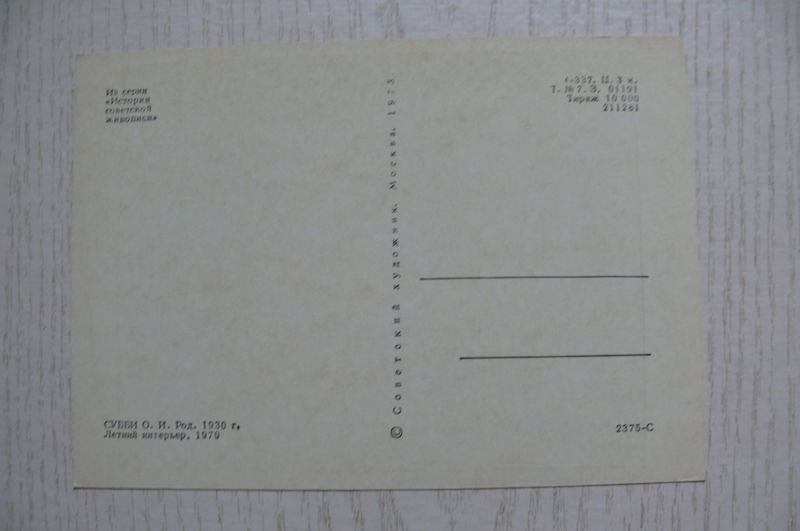 Из серии
«История
советской
живописи»
4-337. Ц. 3 к.
Т. № 7. З. 01191
Тираж 10 000
211281
© Советский художник. Москва. 1973
СУББИ О. И. Род. 1930 г.
Летний интерьер. 1970
2375-С